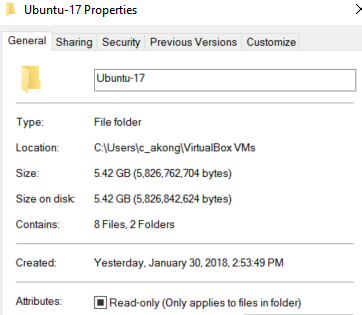 Ubuntu-17 Properties
General Sharing Security Previous Versions Customize
Ubuntu-17
Type: File folder
Location: C:\Users\c_akong\VirtualBox VMs
Size: 5.42 GB (5,826,762,704 bytes)
Size on disk: 5.42 GB (5,826,842,624 bytes)
Contains: 8 Files, 2 Folders
Created: Yesterday, January 30, 2018, 2:53:49 PM
Attributes: Read-only (Only applies to files in folder)